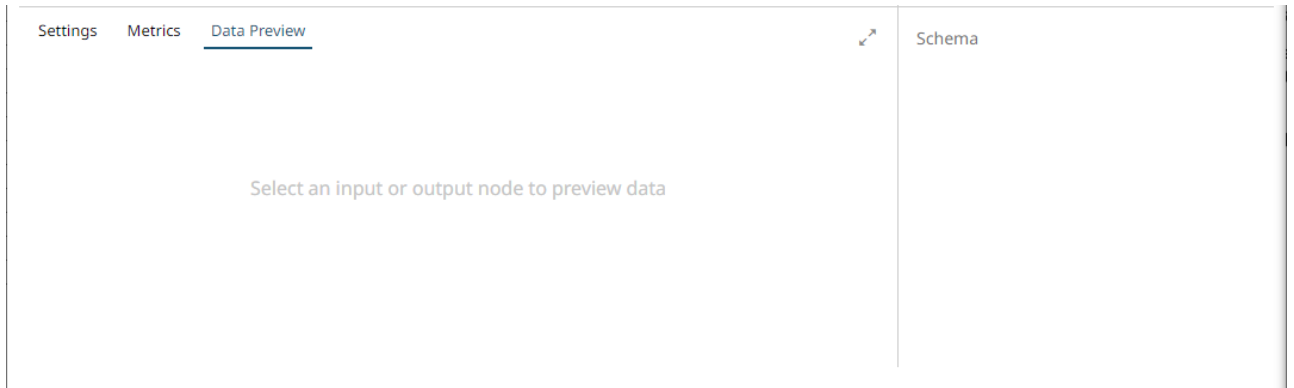 Settings Metrics Data Preview
Schema
Select an input or output node to preview data